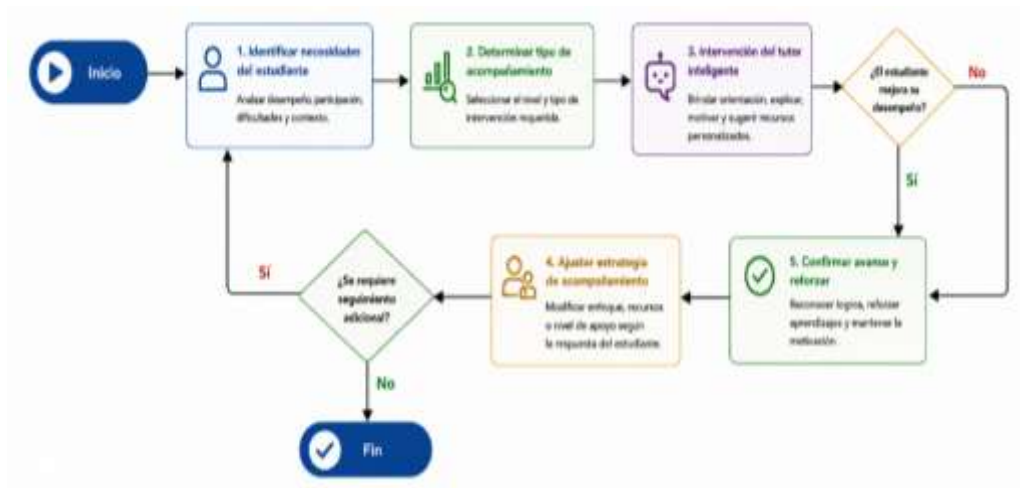 Inicio
1. Identificar necesidades
del estudiante
Analizar desempeño, participación,
dificultades y contexto.
2. Determinar tipo de
acompañamiento
Seleccionar el nivel y tipo de
intervención requerida.
3. Intervención del tutor
inteligente
Brindar orientación, explicar,
motivar y sugerir recursos
personalizados.
¿El estudiante
mejora su
desempeño?
No
Sí
5. Confirmar avance y
reforzar
Reconocer logros, reforzar
aprendizajes y mantener la
motivación.
4. Ajustar estrategia
de acompañamiento
Modificar enfoque, recursos
o nivel de apoyo según
la respuesta del estudiante.
¿Se requiere
seguimiento
adicional?
Sí
No
Fin